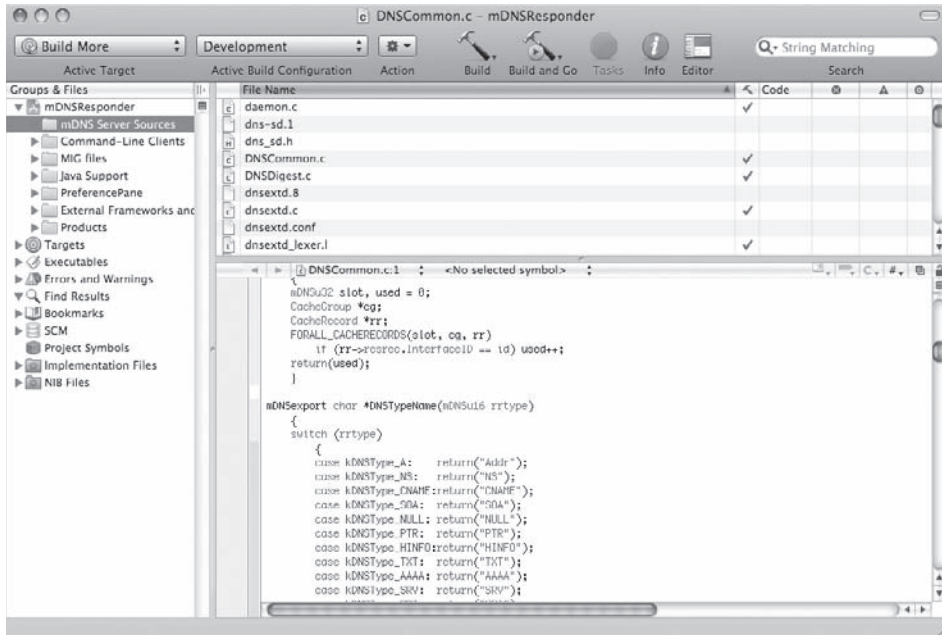 DNSCommon.c – mDNSResponder
Build More
Development
String Matching
Active Target
Active Build Configuration
Action
Build
Build and Go
Tasks
Info
Editor
Search
Groups & Files
File Name
Code
mDNSResponder
mDNS Server Sources
Command-Line Clients
MIG files
Java Support
PreferencePane
External Frameworks and
Products
Targets
Executables
Errors and Warnings
Find Results
Bookmarks
SCM
Project Symbols
Implementation Files
NIB Files
daemon.c
dns-sd.1
dns_sd.h
DNSCommon.c
DNSDigest.c
dnsextd.8
dnsextd.c
dnsextd.conf
dnsextd_lexer.l
DNSCommon.c:1
<No selected symbol>
{
mDNSu32 slot, used = 0;
CacheGroup *cg;
CacheRecord *rr;
FORALL_CACHERECORDS(slot, cg, rr)
if (rr->resrec.InterfaceID == id) used++;
return(used);
}
mDNSexport char *DNSTypeName(mDNSu16 rrtype)
{
switch (rrtype)
{
case kDNSType_A: return("Addr");
case kDNSType_NS: return("NS");
case kDNSType_CNAME:return("CNAME");
case kDNSType_SOA: return("SOA");
case kDNSType_NULL: return("NULL");
case kDNSType_PTR: return("PTR");
case kDNSType_HINFO:return("HINFO");
case kDNSType_TXT: return("TXT");
case kDNSType_AAAA: return("AAAA");
case kDNSType_SRV: return("SRV");